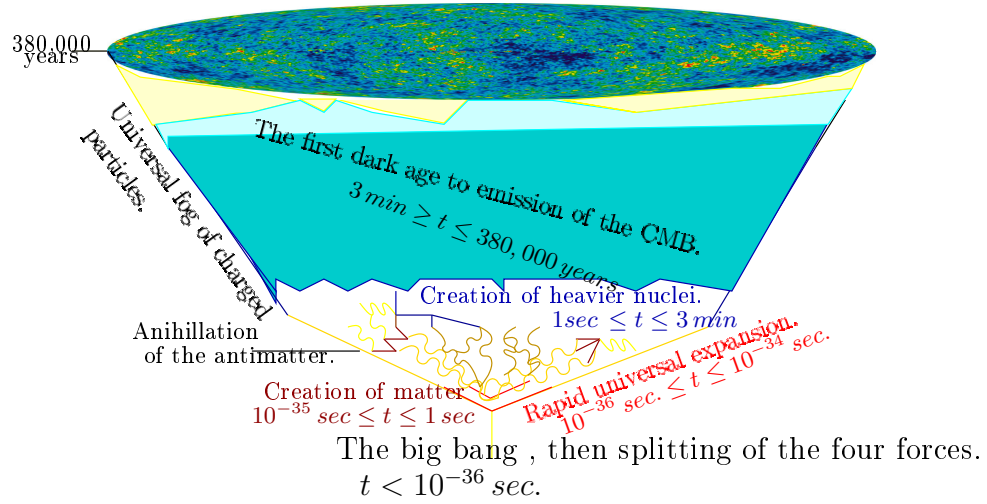 380,000
years
Universal fog of charged
particles.
The first dark age to emission of the CMB.
3 min ≥ t ≤ 380, 000 years
Creation of heavier nuclei.
1sec ≤ t ≤ 3 min
Anihillation
of the antimatter.
Creation of matter
10⁻³⁵ sec ≤ t ≤ 1 sec
Rapid universal expansion.
10⁻³⁶ sec. ≤ t ≤ 10⁻³⁴ sec.
The big bang , then splitting of the four forces.
t < 10⁻³⁶ sec.